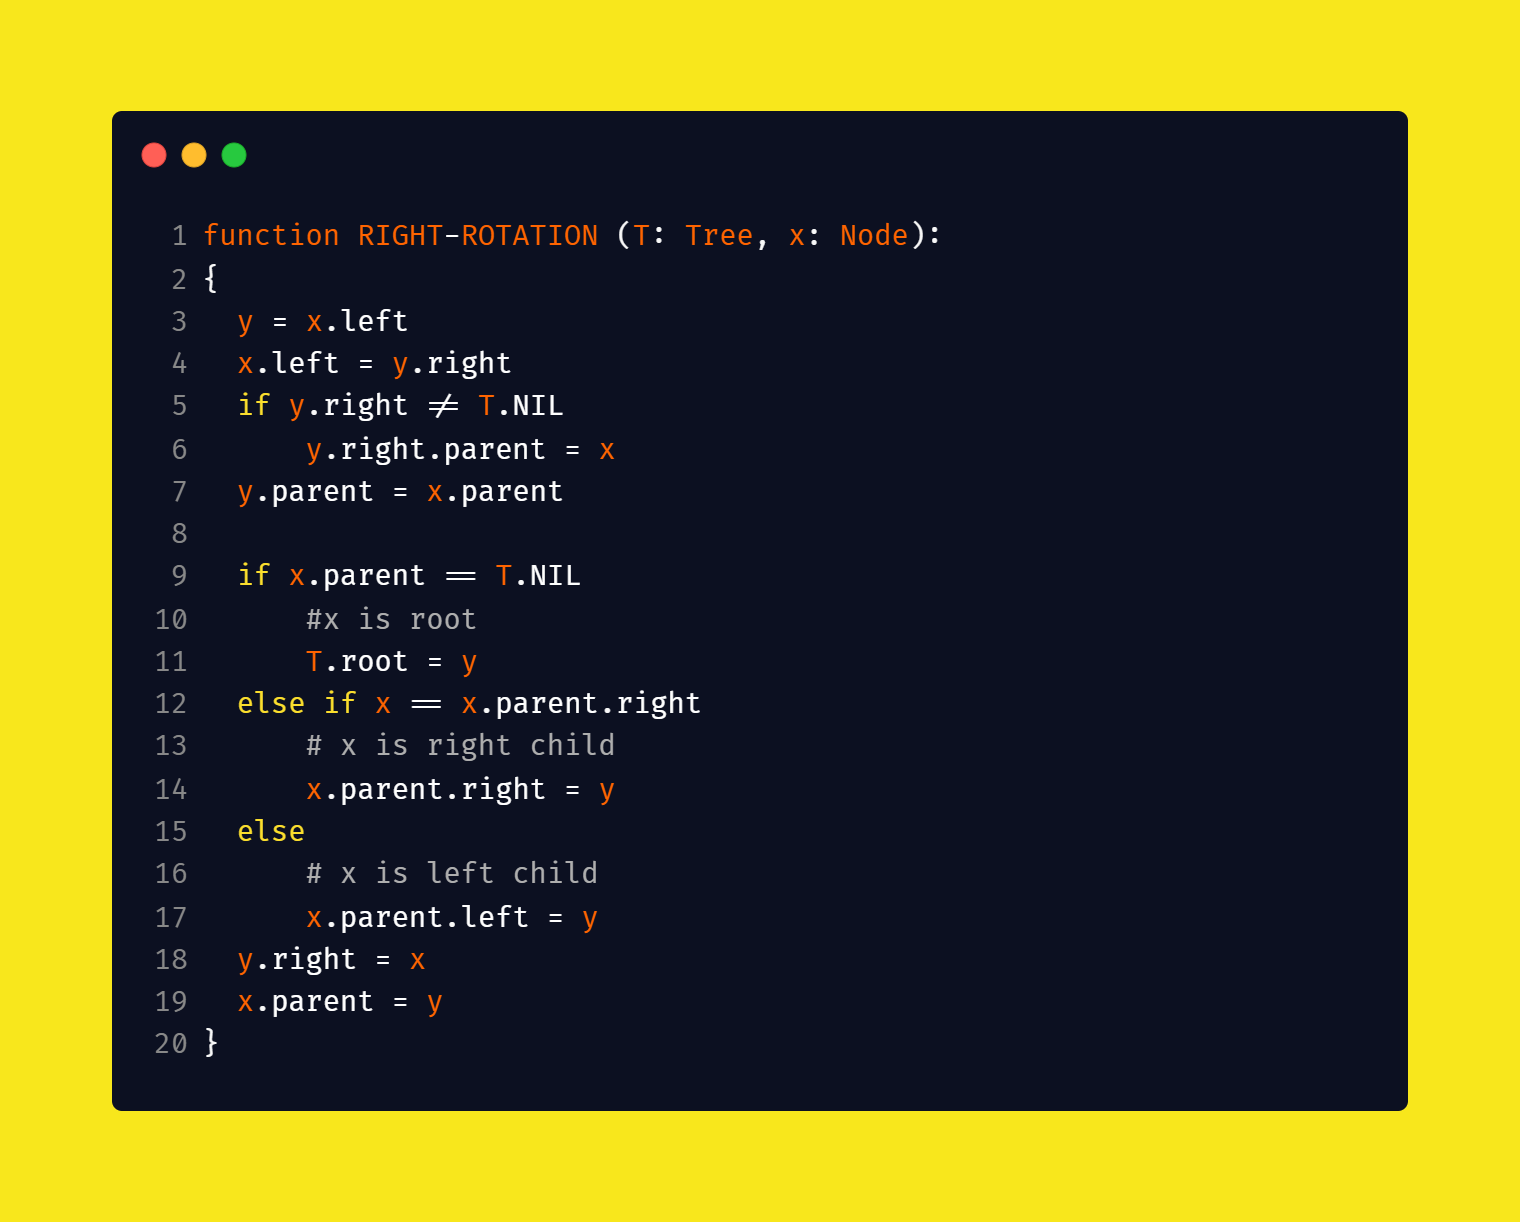 1 function RIGHT-ROTATION (T: Tree, x: Node):
2 {
3   y = x.left
4   x.left = y.right
5   if y.right ≠ T.NIL
6       y.right.parent = x
7   y.parent = x.parent
8
9   if x.parent == T.NIL
10       #x is root
11       T.root = y
12   else if x == x.parent.right
13       # x is right child
14       x.parent.right = y
15   else
16       # x is left child
17       x.parent.left = y
18   y.right = x
19   x.parent = y
20 }